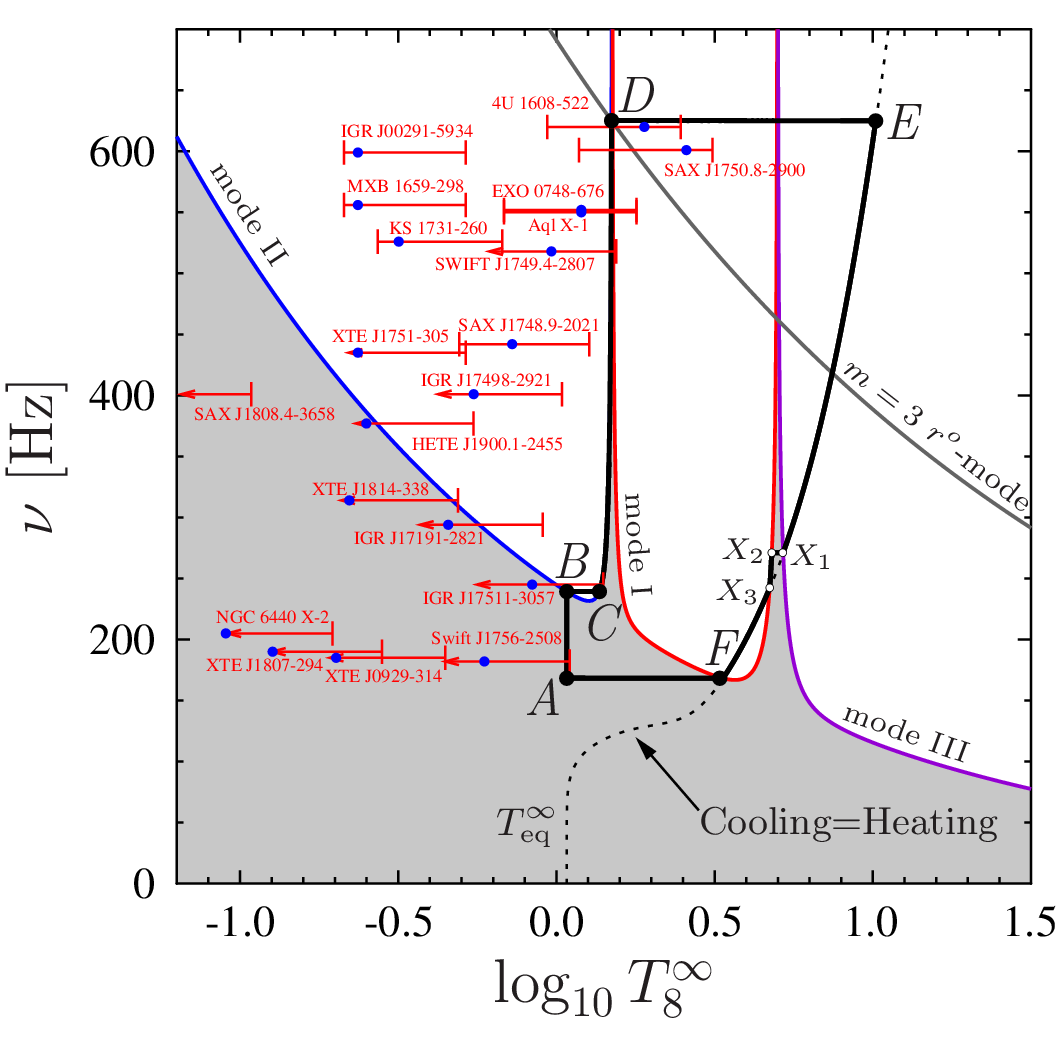 4U 1608-522
D
E
IGR J00291-5934
600
SAX J1750.8-2900
MXB 1659-298
EXO 0748-676
mode II
KS 1731-260
Aql X-1
SWIFT J1749.4-2807
XTE J1751-305
SAX J1748.9-2021
m = 3 r^o-mode
IGR J17498-2921
400
SAX J1808.4-3658
HETE J1900.1-2455
ν [Hz]
XTE J1814-338
mode I
IGR J17191-2821
X₂
X₁
B
X₃
IGR J17511-3057
C
NGC 6440 X-2
200
Swift J1756-2508
F
XTE J1807-294
XTE J0929-314
A
mode III
T_eq^∞
Cooling=Heating
0
-1.0
-0.5
0.0
0.5
1.0
1.5
log₁₀ T₈^∞